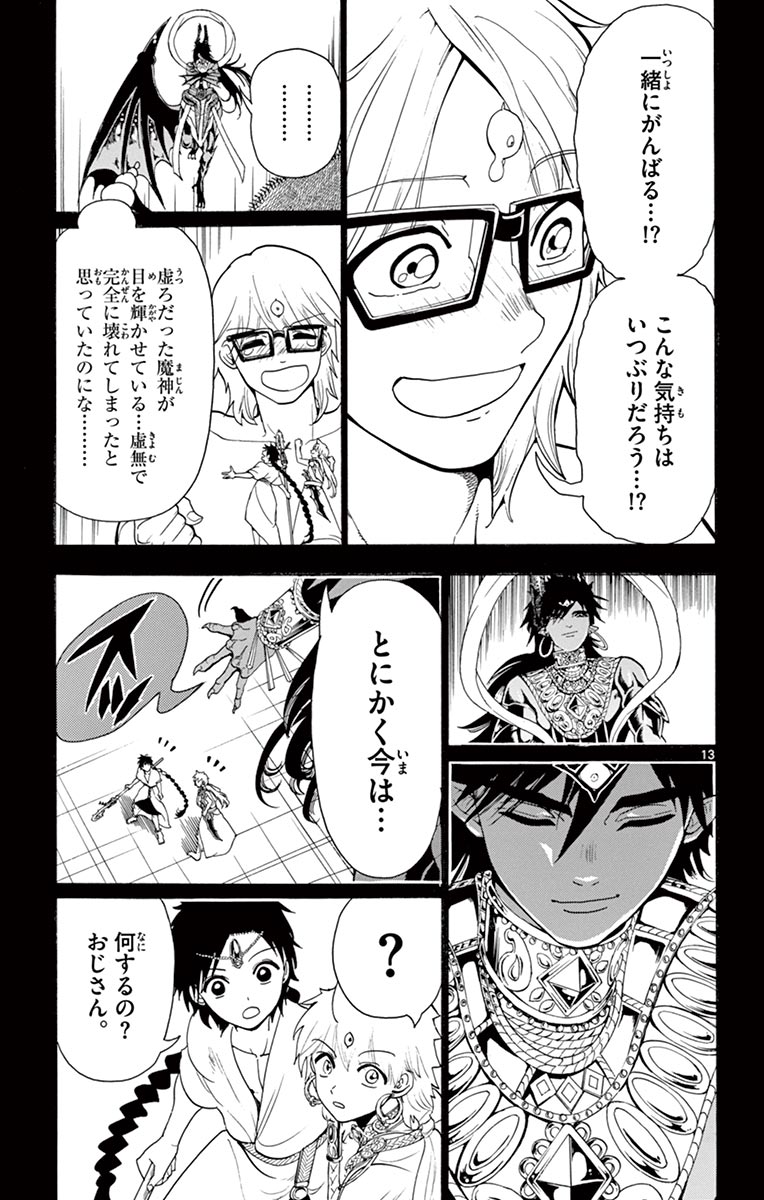 一緒にがんばる…!?
こんな気持ちは
いつぶりだろう…!?
………
………
虚ろだった魔神が
目を輝かせている…虚無で
完全に壊れてしまったと
思っていたのにな………
13
とにかく今は…
スッ
?
何するの?
おじさん。